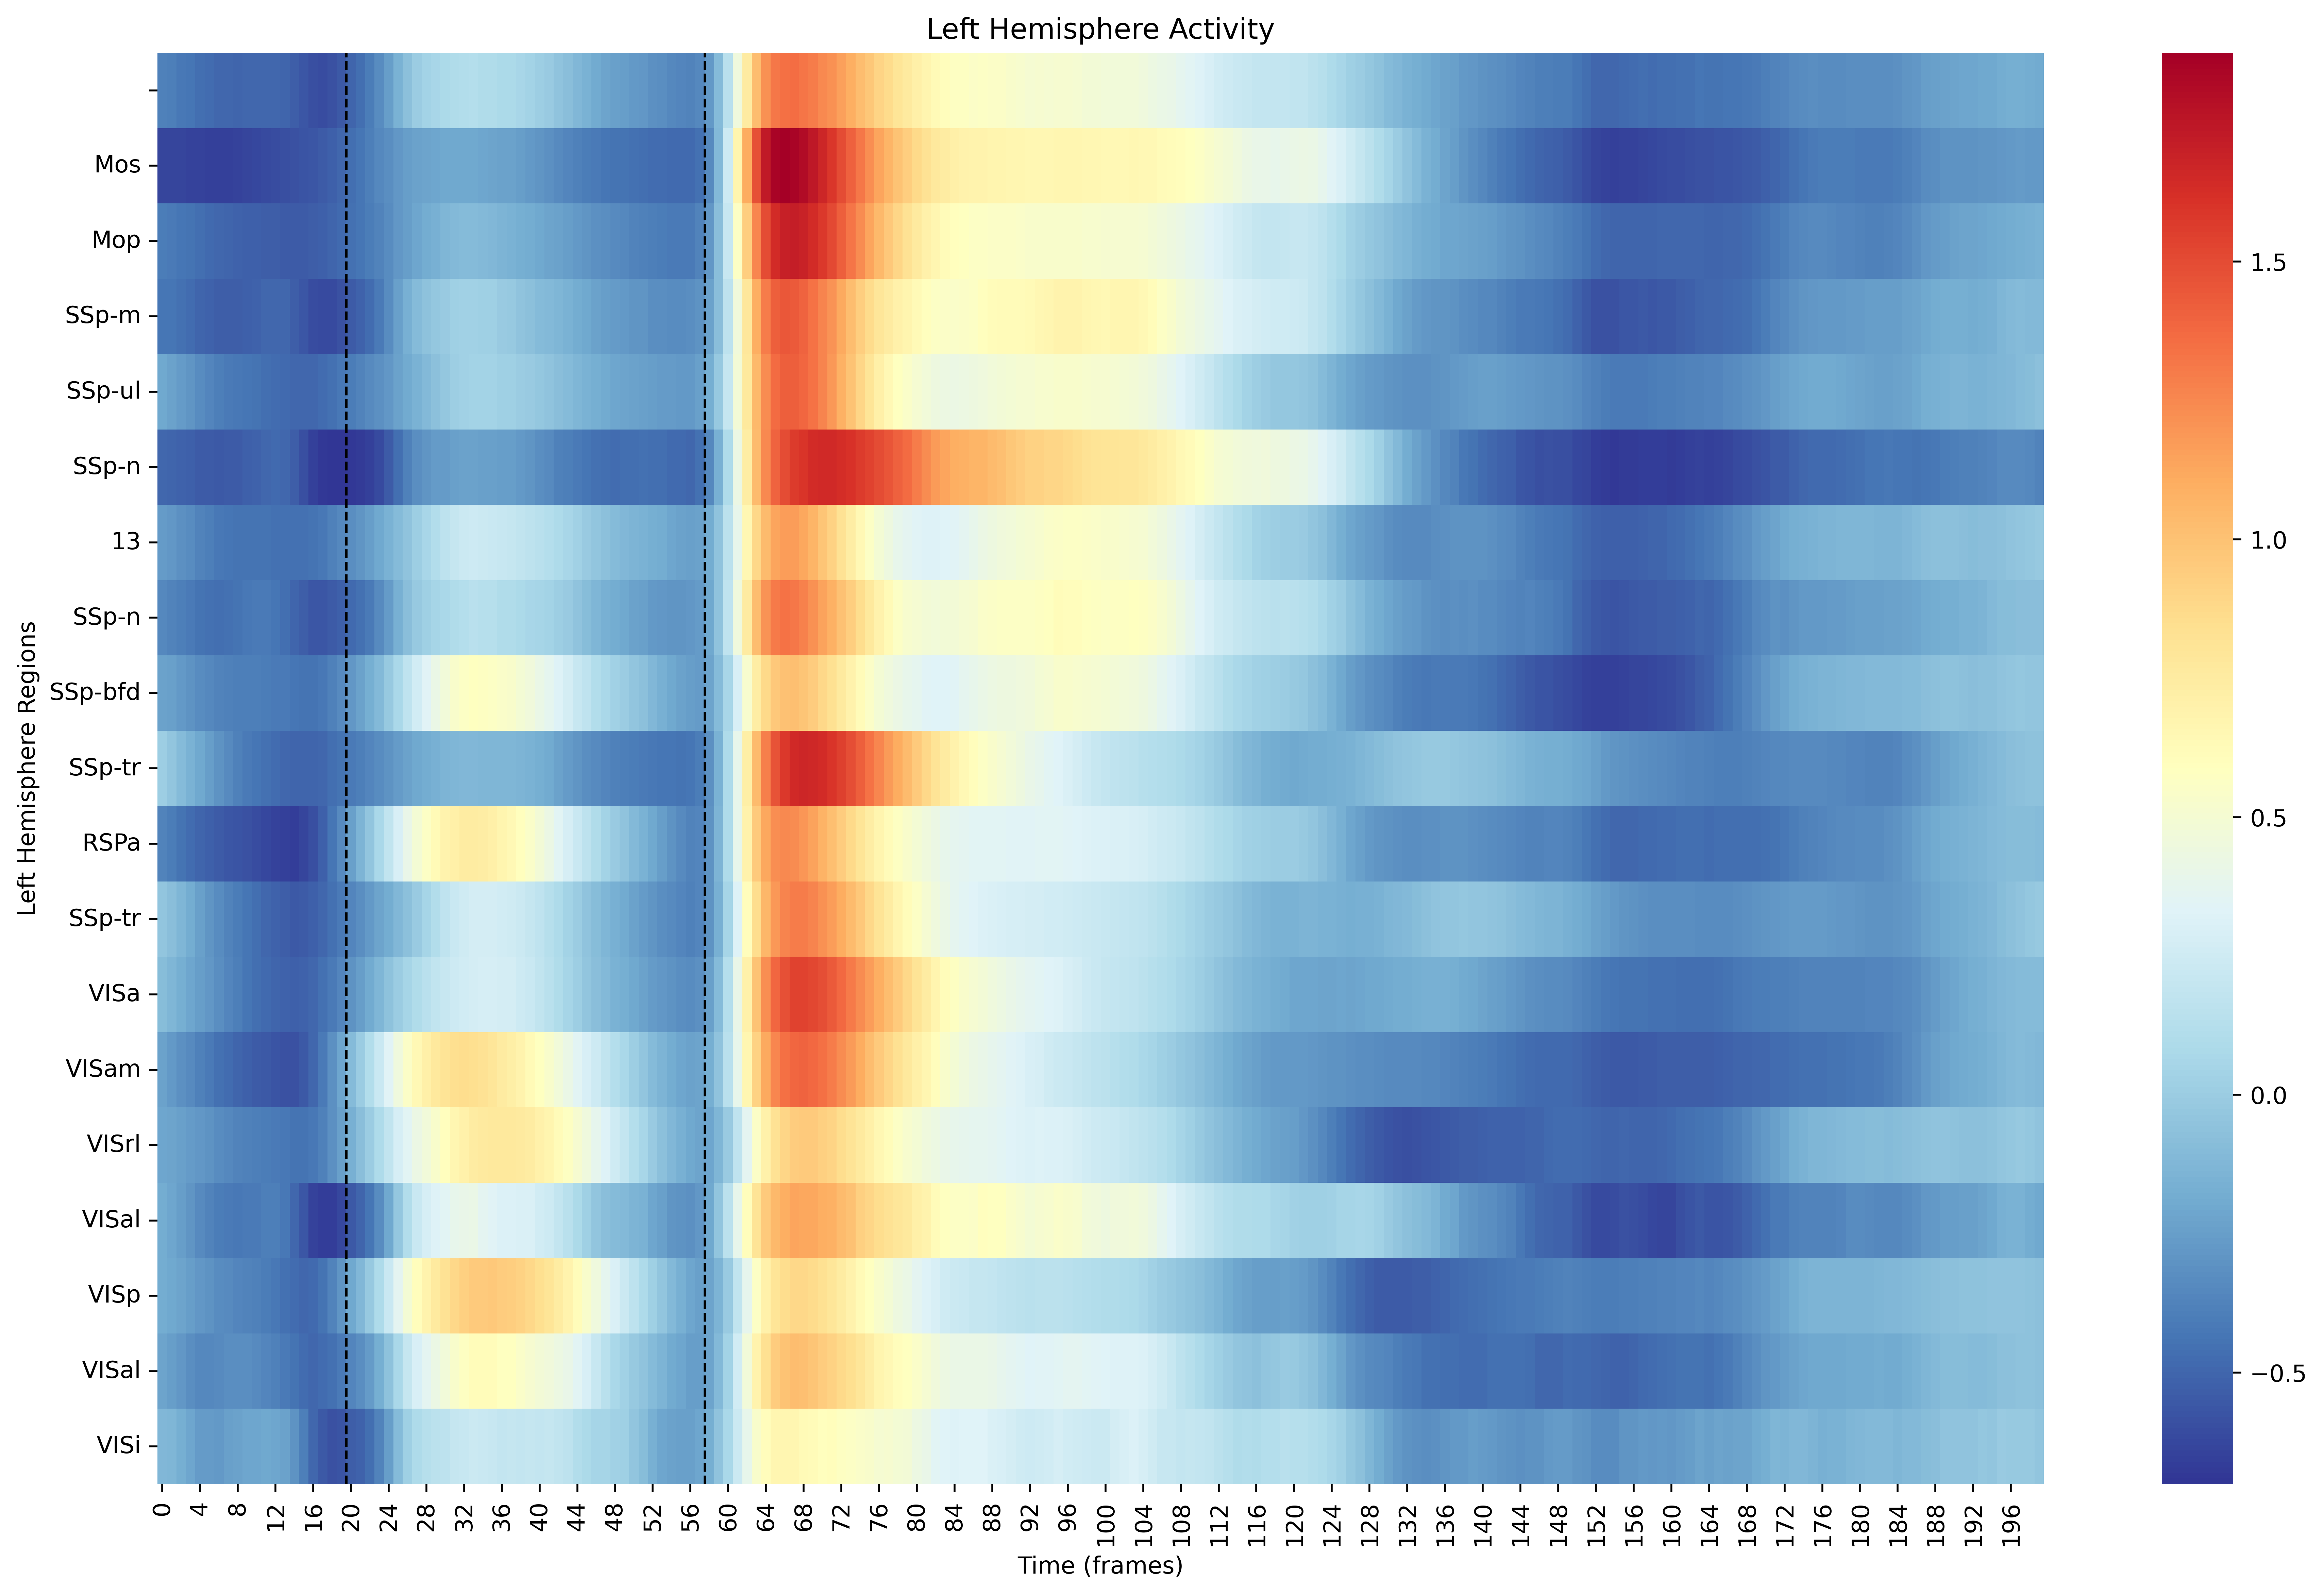 Left Hemisphere Activity
Left Hemisphere Regions
Mos
Mop
SSp-m
SSp-ul
SSp-n
13
SSp-n
SSp-bfd
SSp-tr
RSPa
SSp-tr
VISa
VISam
VISrl
VISal
VISp
VISal
VISi
0 4 8 12 16 20 24 28 32 36 40 44 48 52 56 60 64 68 72 76 80 84 88 92 96 100 104 108 112 116 120 124 128 132 136 140 144 148 152 156 160 164 168 172 176 180 184 188 192 196
Time (frames)
1.5
1.0
0.5
0.0
−0.5